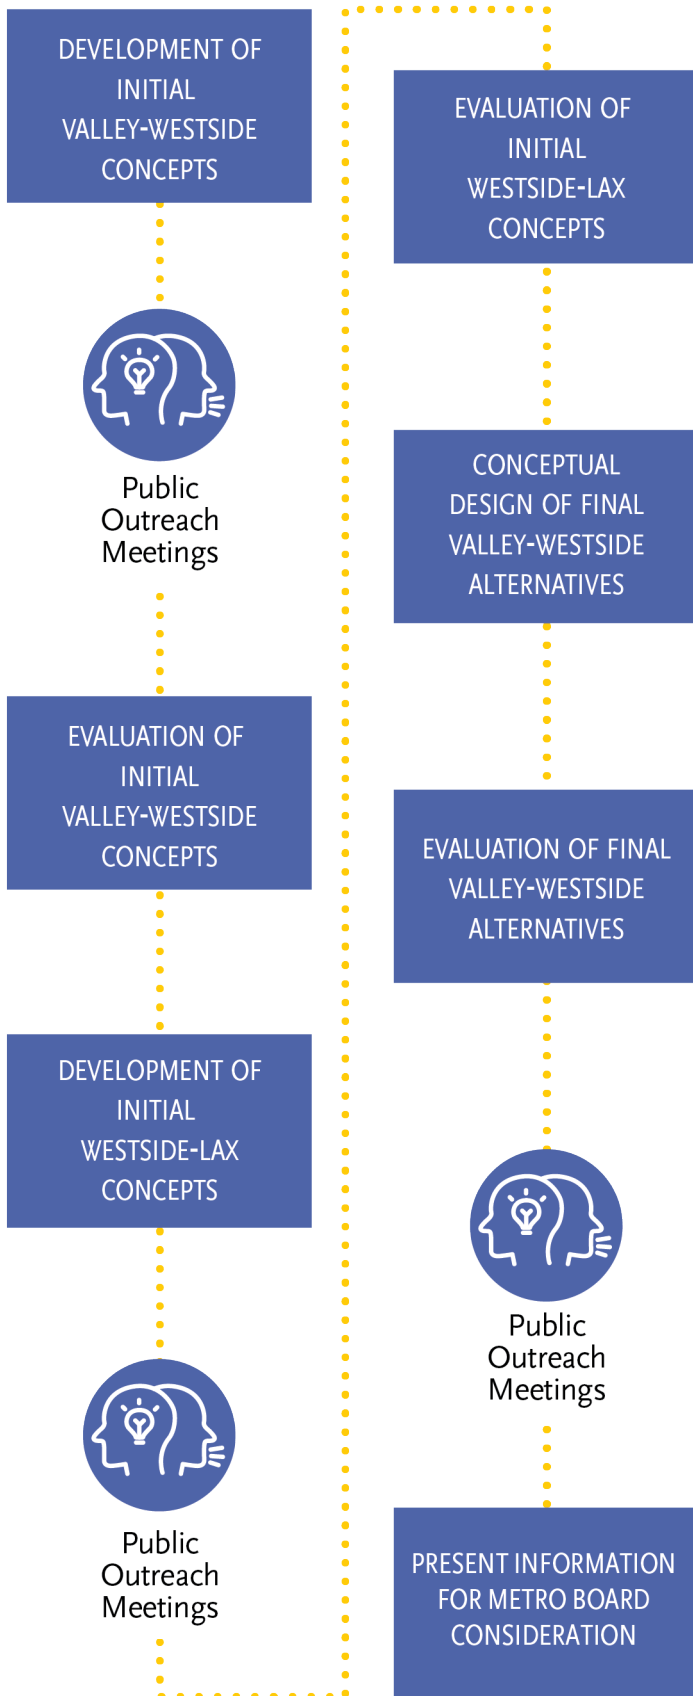 DEVELOPMENT OF
INITIAL
VALLEY-WESTSIDE
CONCEPTS
Public
Outreach
Meetings
EVALUATION OF
INITIAL
VALLEY-WESTSIDE
CONCEPTS
DEVELOPMENT OF
INITIAL
WESTSIDE-LAX
CONCEPTS
Public
Outreach
Meetings
EVALUATION OF
INITIAL
WESTSIDE-LAX
CONCEPTS
CONCEPTUAL
DESIGN OF FINAL
VALLEY-WESTSIDE
ALTERNATIVES
EVALUATION OF FINAL
VALLEY-WESTSIDE
ALTERNATIVES
Public
Outreach
Meetings
PRESENT INFORMATION
FOR METRO BOARD
CONSIDERATION